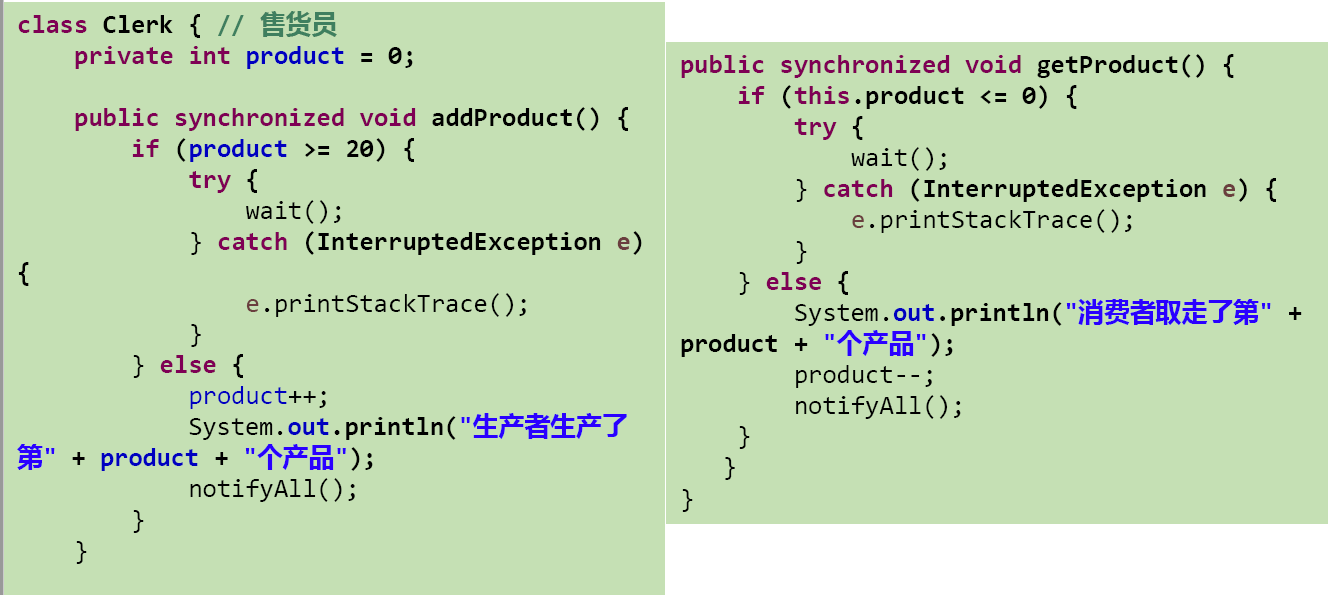 class Clerk { // 售货员
    private int product = 0;

    public synchronized void addProduct() {
        if (product >= 20) {
            try {
                wait();
            } catch (InterruptedException e)
{
                e.printStackTrace();
            }
        } else {
            product++;
            System.out.println("生产者生产了
第" + product + "个产品");
            notifyAll();
        }
    }
public synchronized void getProduct() {
    if (this.product <= 0) {
        try {
            wait();
        } catch (InterruptedException e) {
            e.printStackTrace();
        }
    } else {
        System.out.println("消费者取走了第" +
product + "个产品");
        product--;
        notifyAll();
    }
   }
}